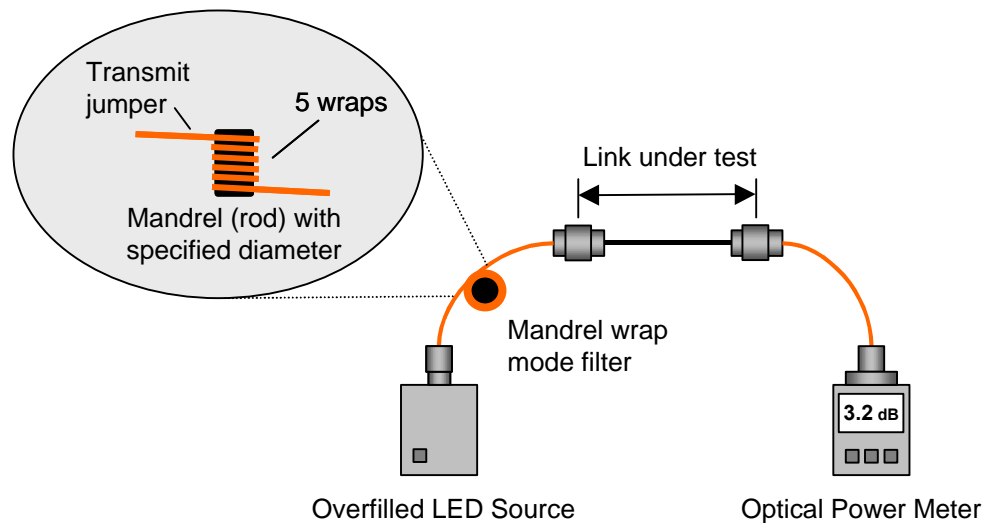 Transmit
jumper
5 wraps
Mandrel (rod) with
specified diameter
Link under test
Mandrel wrap
mode filter
3.2 dB
Overfilled LED Source
Optical Power Meter